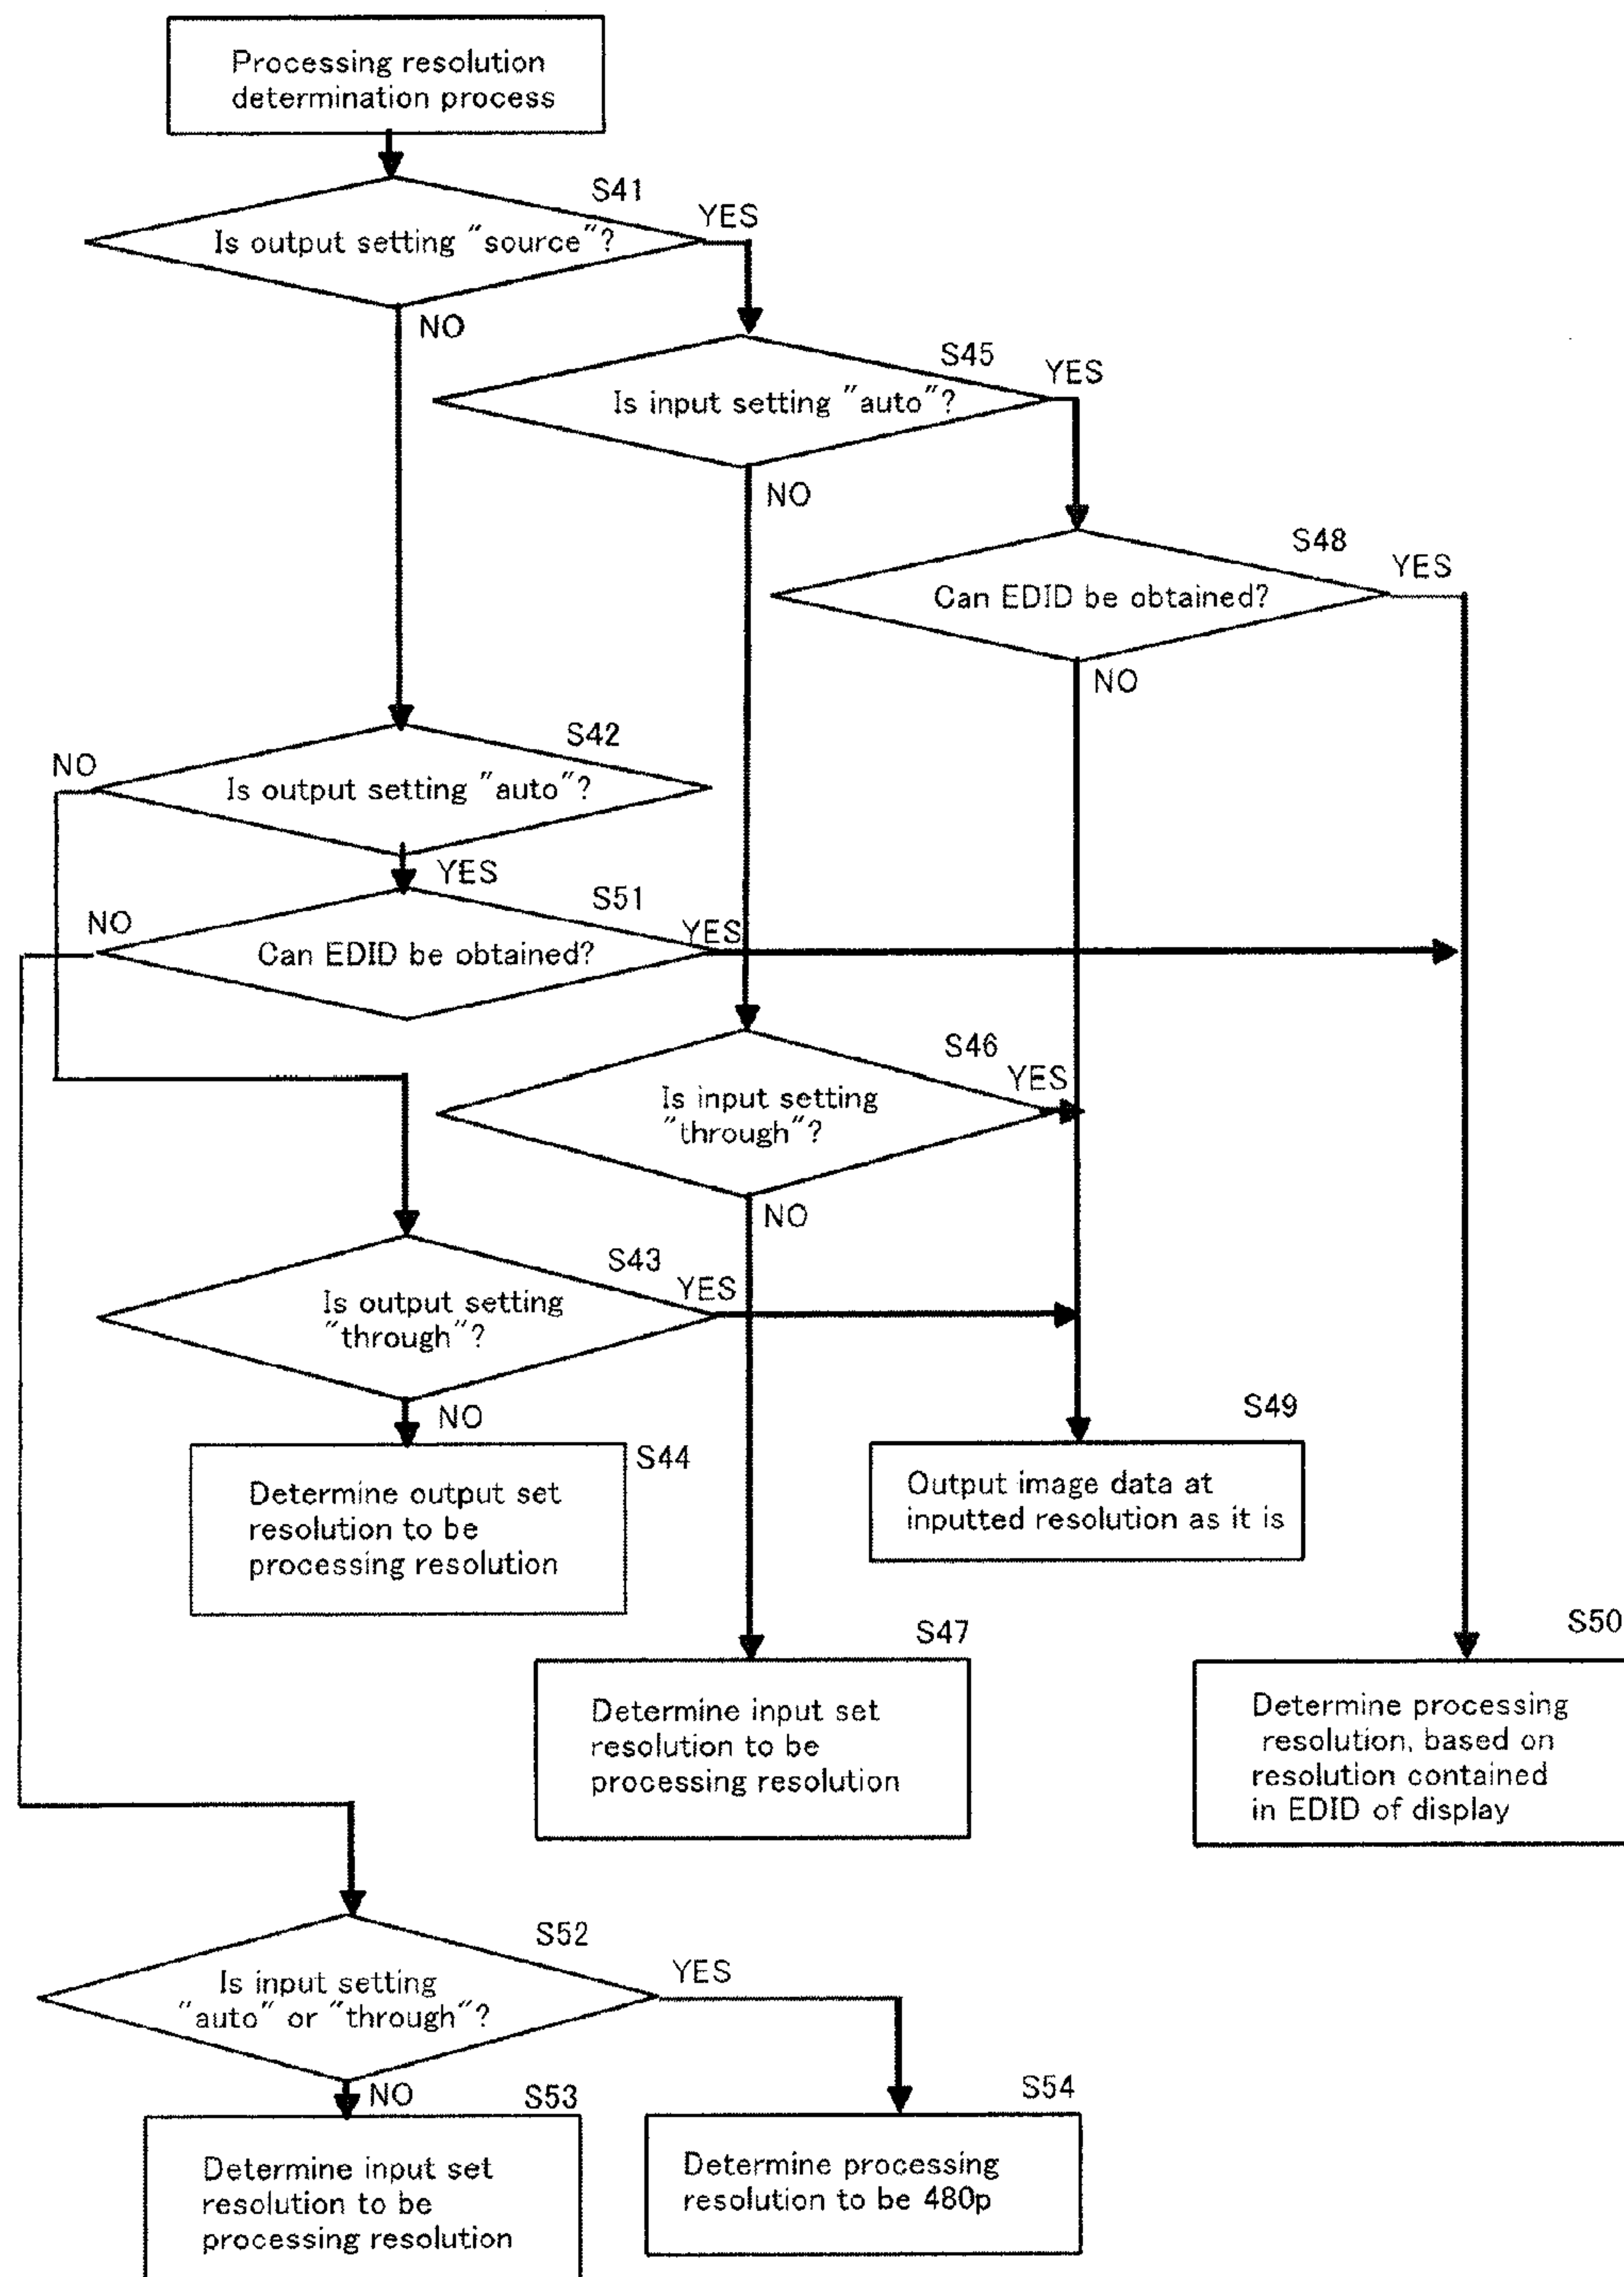 Processing resolution
determination process
S41
YES
Is output setting "source"?
NO
S45
YES
Is input setting "auto"?
NO
S48
YES
Can EDID be obtained?
NO
S42
NO
Is output setting "auto"?
YES
S51
NO
YES
Can EDID be obtained?
S46
YES
Is input setting
"through"?
NO
S43
YES
Is output setting
"through"?
NO
S44
Determine output set
resolution to be
processing resolution
S49
Output image data at
inputted resolution as it is
S47
Determine input set
resolution to be
processing resolution
S50
Determine processing
resolution, based on
resolution contained
in EDID of display
S52
YES
Is input setting
"auto" or "through"?
NO
S53
Determine input set
resolution to be
processing resolution
S54
Determine processing
resolution to be 480p